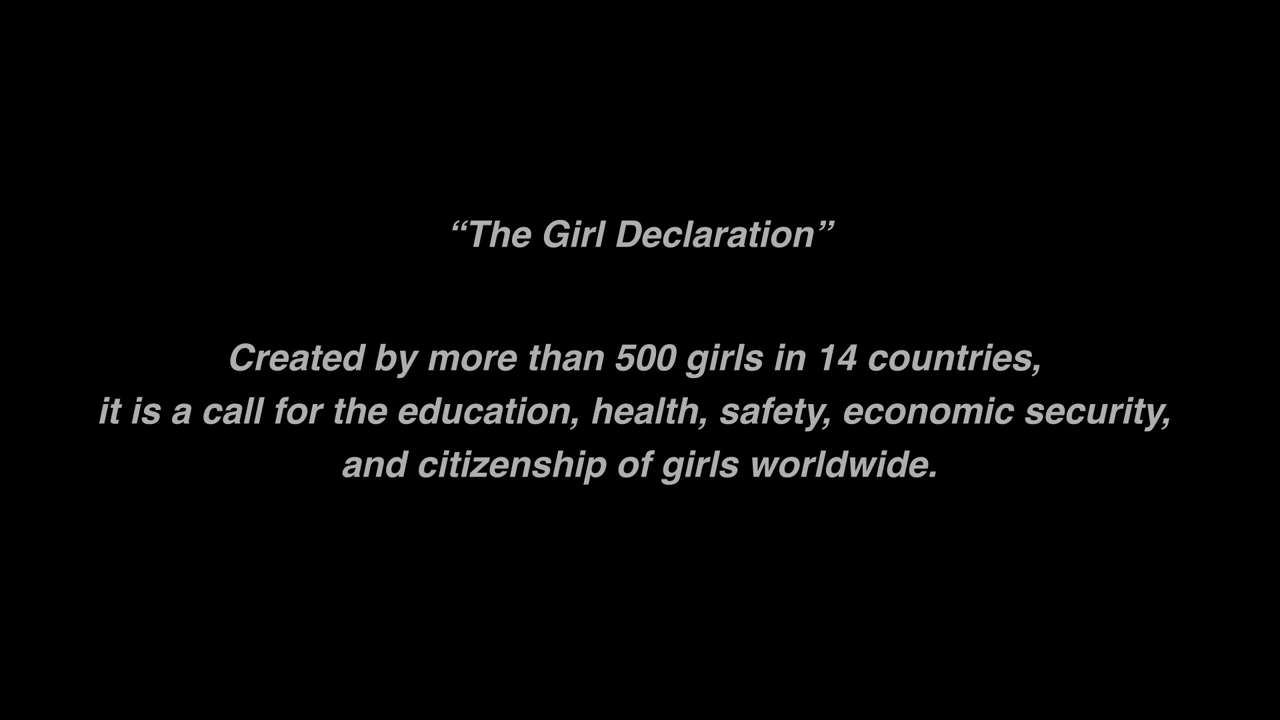 “The Girl Declaration”
Created by more than 500 girls in 14 countries,
it is a call for the education, health, safety, economic security,
and citizenship of girls worldwide.